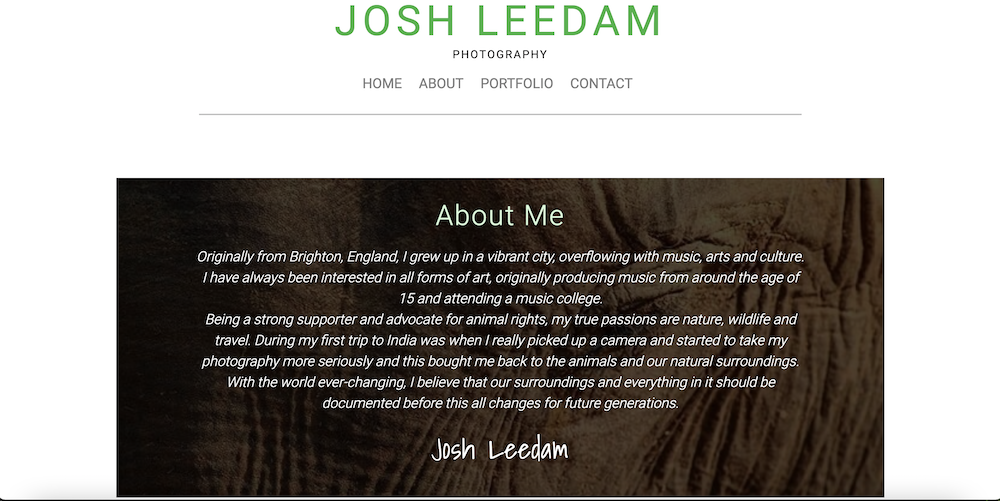 JOSH LEEDAM
PHOTOGRAPHY
HOME ABOUT PORTFOLIO CONTACT
About Me
Originally from Brighton, England, I grew up in a vibrant city, overflowing with music, arts and culture.
I have always been interested in all forms of art, originally producing music from around the age of
15 and attending a music college.
Being a strong supporter and advocate for animal rights, my true passions are nature, wildlife and
travel. During my first trip to India was when I really picked up a camera and started to take my
photography more seriously and this bought me back to the animals and our natural surroundings.
With the world ever-changing, I believe that our surroundings and everything in it should be
documented before this all changes for future generations.
Josh Leedam